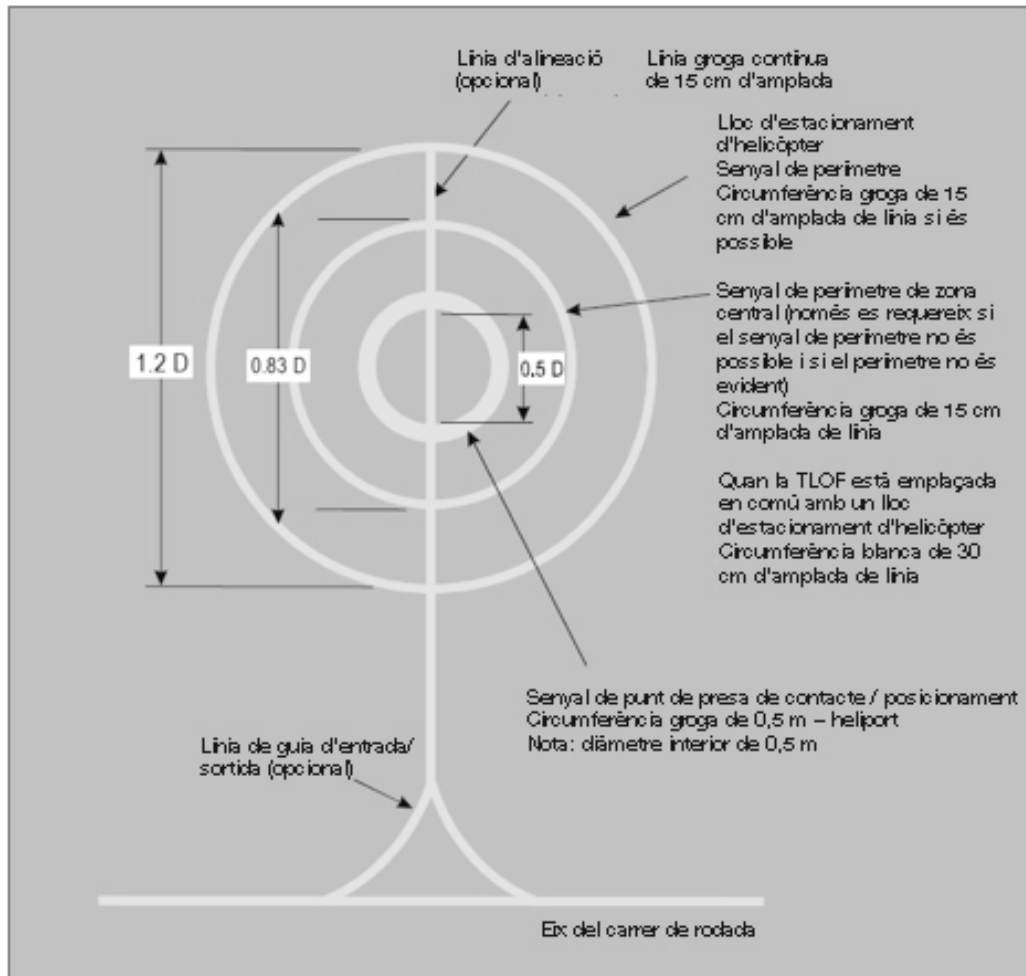 Línia d'alineació
(opcional)
Línia groga contínua
de 15 cm d'amplada
Lloc d'estacionament
d'helicòpter
Senyal de perímetre
Circumferència groga de 15
cm d'amplada de línia si és
possible
Senyal de perímetre de zona
central (només es requereix si
el senyal de perímetre no és
possible i si el perímetre no és
evident)
Circumferència groga de 15 cm
d'amplada de línia
1.2 D
0.83 D
0,5 D
Quan la TLOF està emplaçada
en comú amb un lloc
d'estacionament d'helicòpter
Circumferència blanca de 30
cm d'amplada de línia
Senyal de punt de presa de contacte / posicionament
Circumferència groga de 0,5 m – heliport
Nota: diàmetre interior de 0,5 m
Línia de guia d'entrada/
sortida (opcional)
Eix del carrer de rodada